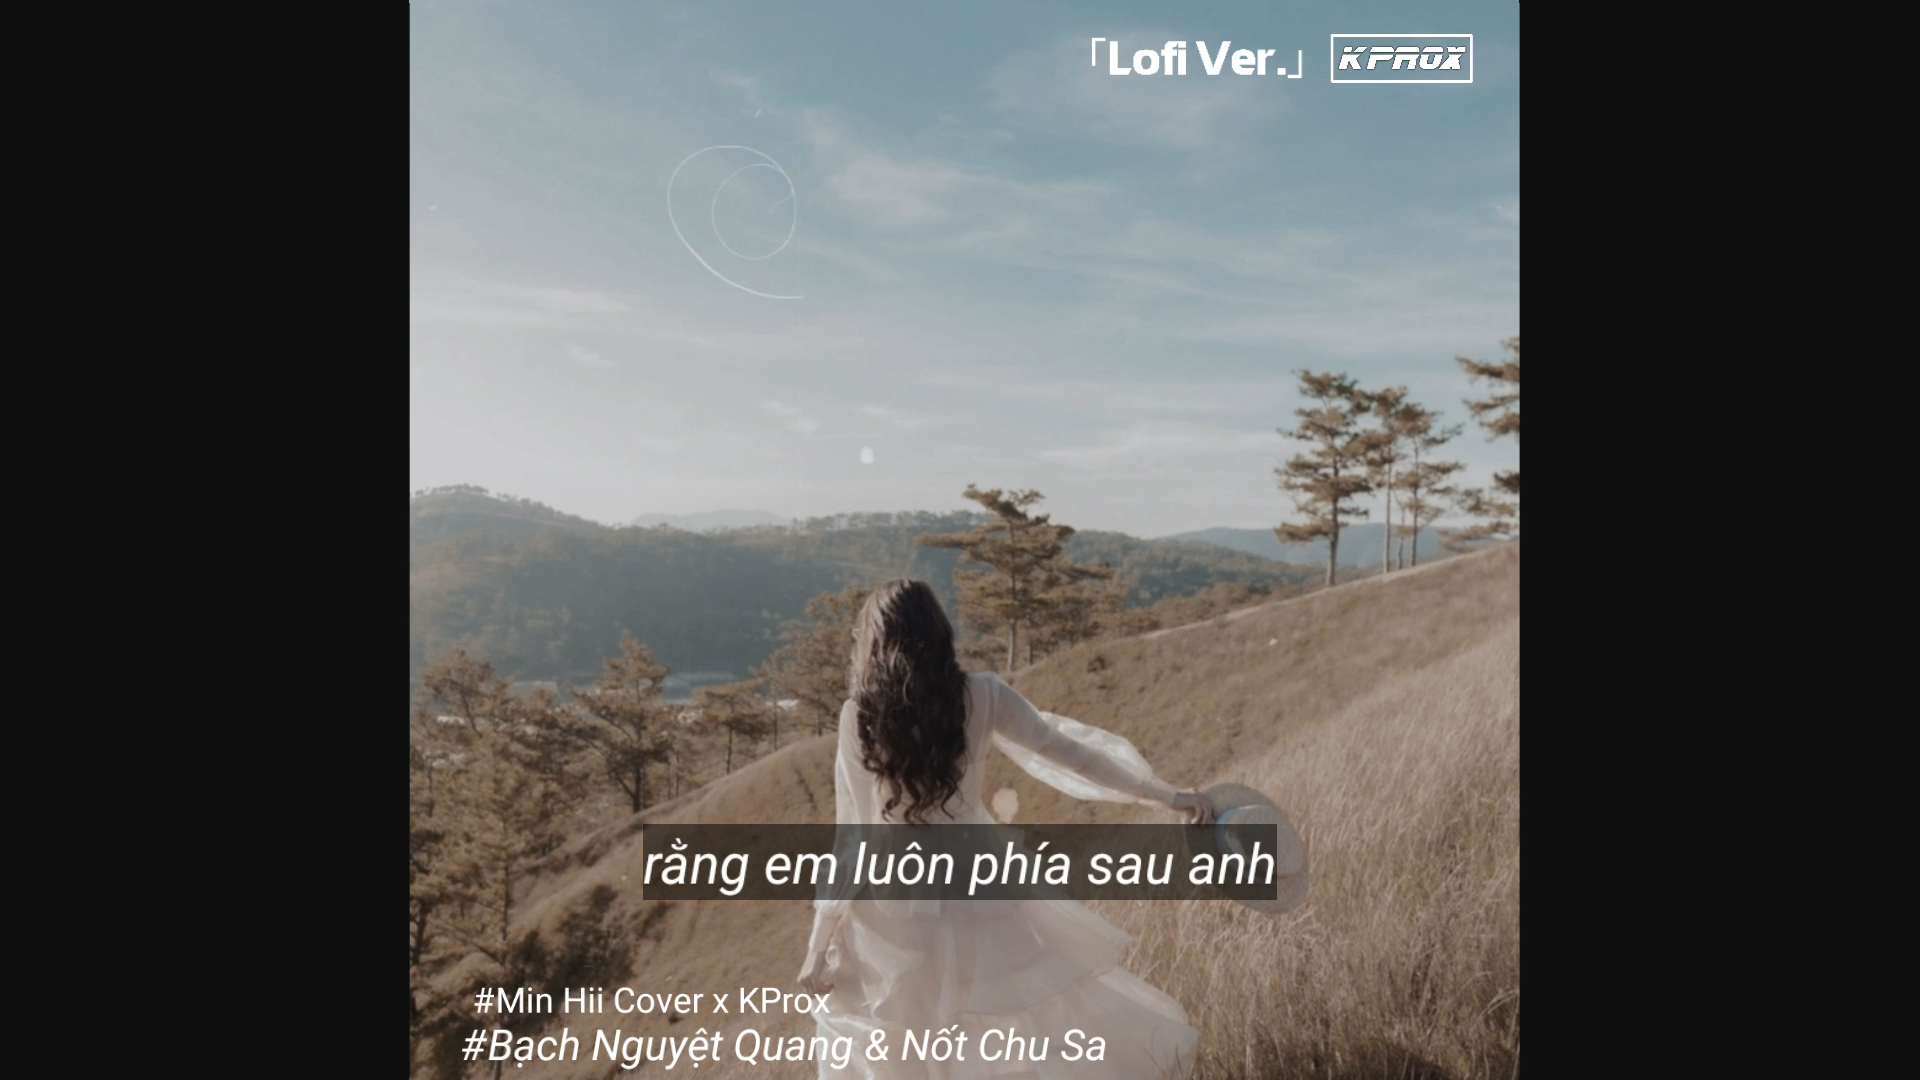 「Lofi Ver.」 KPROX
rằng em luôn phía sau anh
#Min Hii Cover x KProx
#Bạch Nguyệt Quang & Nốt Chu Sa